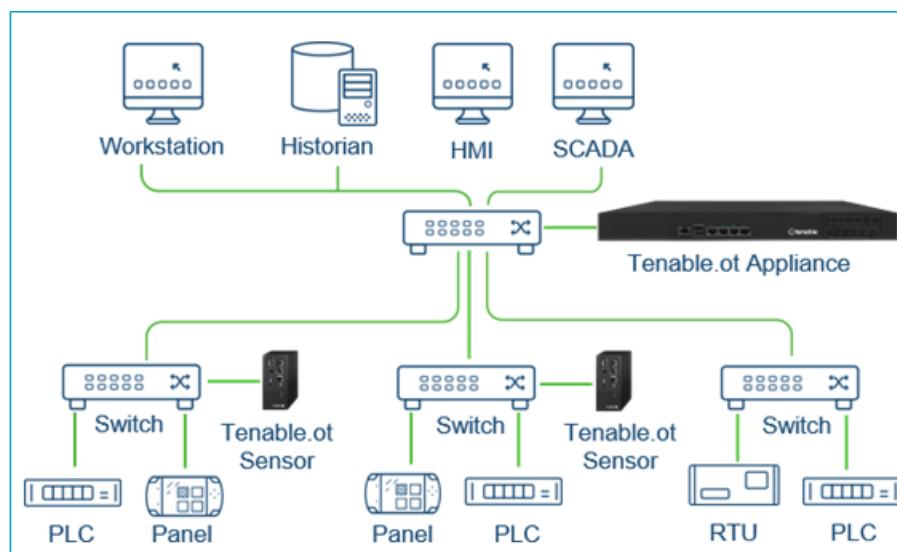 Workstation
Historian
HMI
SCADA
tenable
Tenable.ot Appliance
Switch
Tenable.ot
Sensor
Switch
Tenable.ot
Sensor
Switch
PLC
Panel
Panel
PLC
RTU
PLC